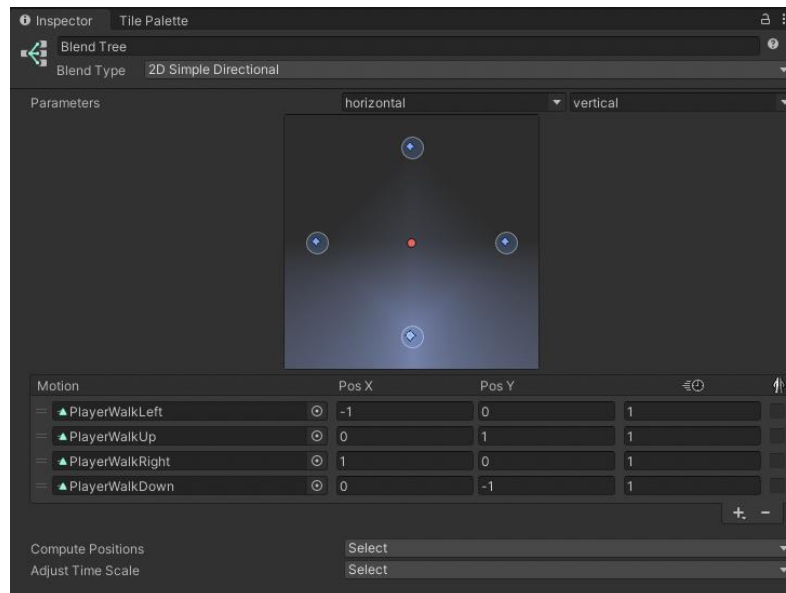 Inspector Tile Palette
Blend Tree
Blend Type 2D Simple Directional
Parameters horizontal vertical
Motion Pos X Pos Y
PlayerWalkLeft -1 0 1
PlayerWalkUp 0 1 1
PlayerWalkRight 1 0 1
PlayerWalkDown 0 -1 1
Compute Positions Select
Adjust Time Scale Select